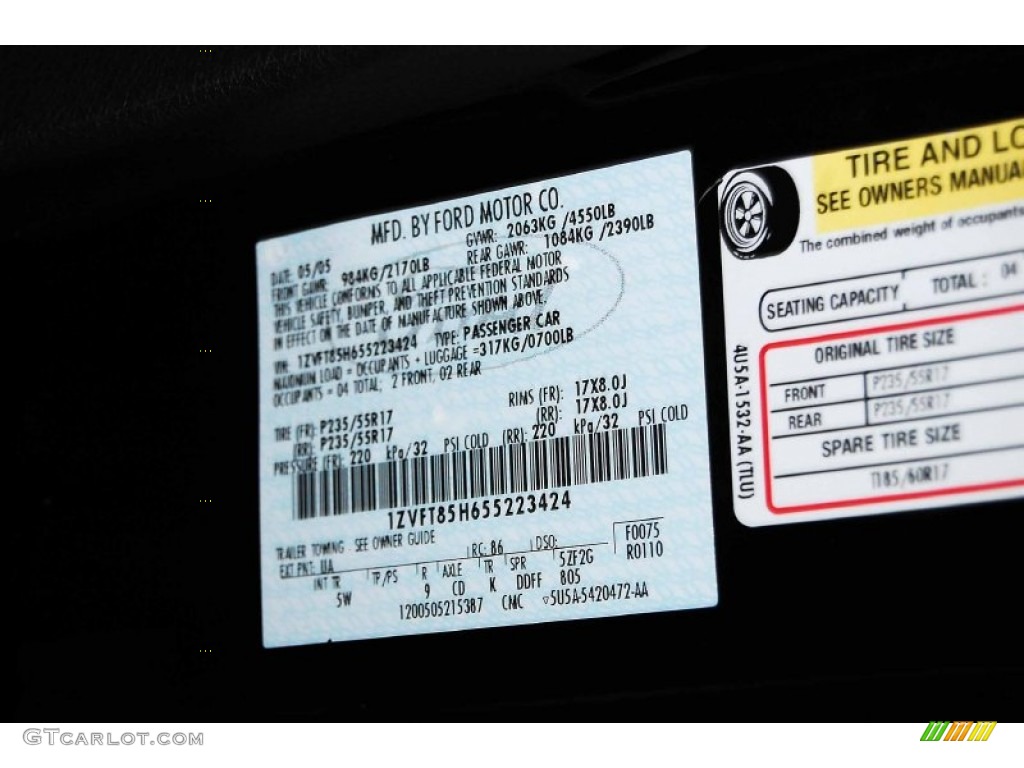 MFD. BY FORD MOTOR CO.
DATE: 05/05 GVWR: 2063KG /4550LB
FRONT GAWR: 984KG/2170LB REAR GAWR: 1084KG /2390LB
THIS VEHICLE CONFORMS TO ALL APPLICABLE FEDERAL MOTOR
VEHICLE SAFETY, BUMPER, AND THEFT PREVENTION STANDARDS
IN EFFECT ON THE DATE OF MANUFACTURE SHOWN ABOVE.
VIN: 1ZVFT85H655223424 TYPE: PASSENGER CAR
MAXIMUM LOAD = OCCUPANTS + LUGGAGE =317KG/0700LB
OCCUPANTS = 04 TOTAL; 2 FRONT, 02 REAR
TIRE (FR): P235/55R17 RIMS (FR): 17X8.0J
(RR): P235/55R17 (RR): 17X8.0J
PRESSURE (FR): 220 kPa/32 PSI COLD (RR): 220 kPa/32 PSI COLD
1ZVFT85H655223424
TRAILER TOWING - SEE OWNER GUIDE
EXT PNT: UA RC: 86 DSO: F0075
INT TR TP/PS R AXLE TR SPR 5ZF2G R0110
5W 9 CD K DDFF 805
1200505215387 CMC ▽5U5A-5420472-AA
TIRE AND LO
SEE OWNERS MANUA
The combined weight of occupants
SEATING CAPACITY TOTAL : 04
ORIGINAL TIRE SIZE
FRONT P235/55R17
REAR P235/55R17
SPARE TIRE SIZE
T185/60R17
4U5A-1532-AA (TLU)
GTCARLOT.COM